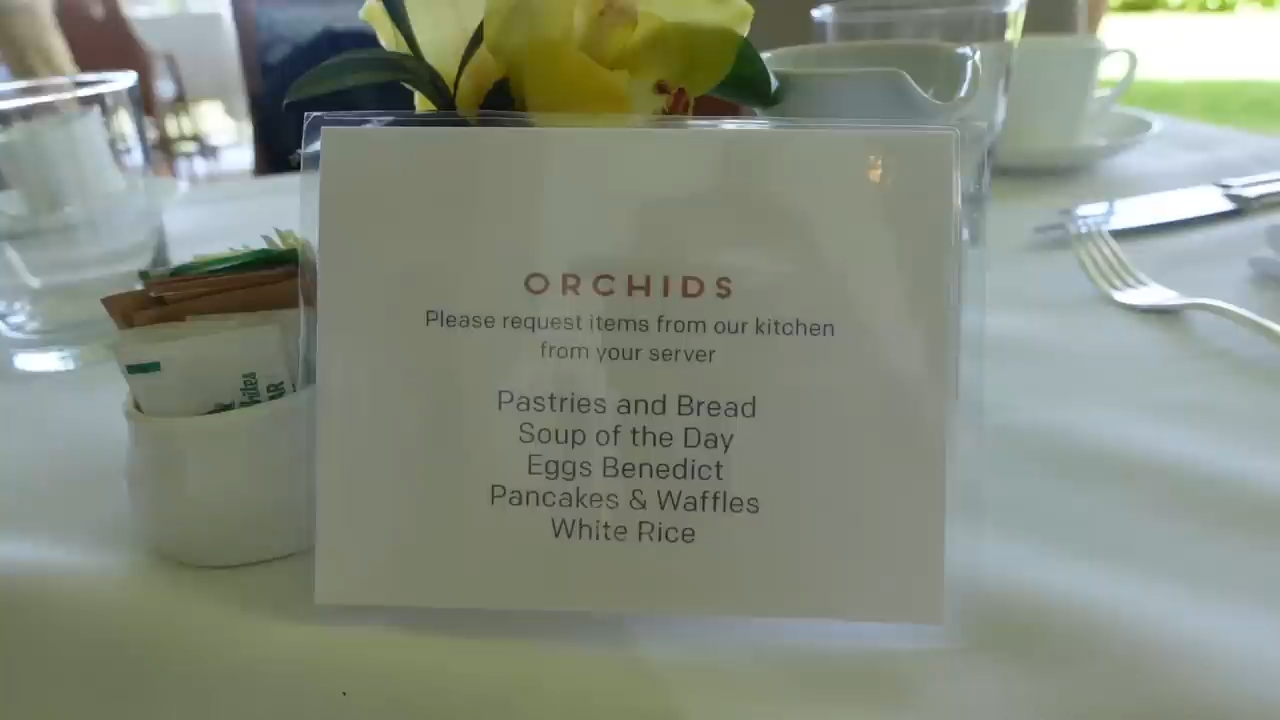 ORCHIDS
Please request items from our kitchen
from your server
Pastries and Bread
Soup of the Day
Eggs Benedict
Pancakes & Waffles
White Rice